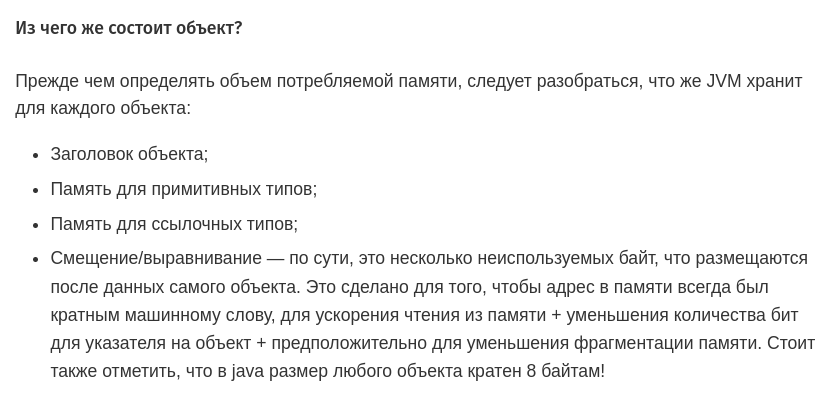 Из чего же состоит объект?
Прежде чем определять объем потребляемой памяти, следует разобраться, что же JVM хранит
для каждого объекта:
• Заголовок объекта;
• Память для примитивных типов;
• Память для ссылочных типов;
• Смещение/выравнивание — по сути, это несколько неиспользуемых байт, что размещаются
после данных самого объекта. Это сделано для того, чтобы адрес в памяти всегда был
кратным машинному слову, для ускорения чтения из памяти + уменьшения количества бит
для указателя на объект + предположительно для уменьшения фрагментации памяти. Стоит
также отметить, что в java размер любого объекта кратен 8 байтам!